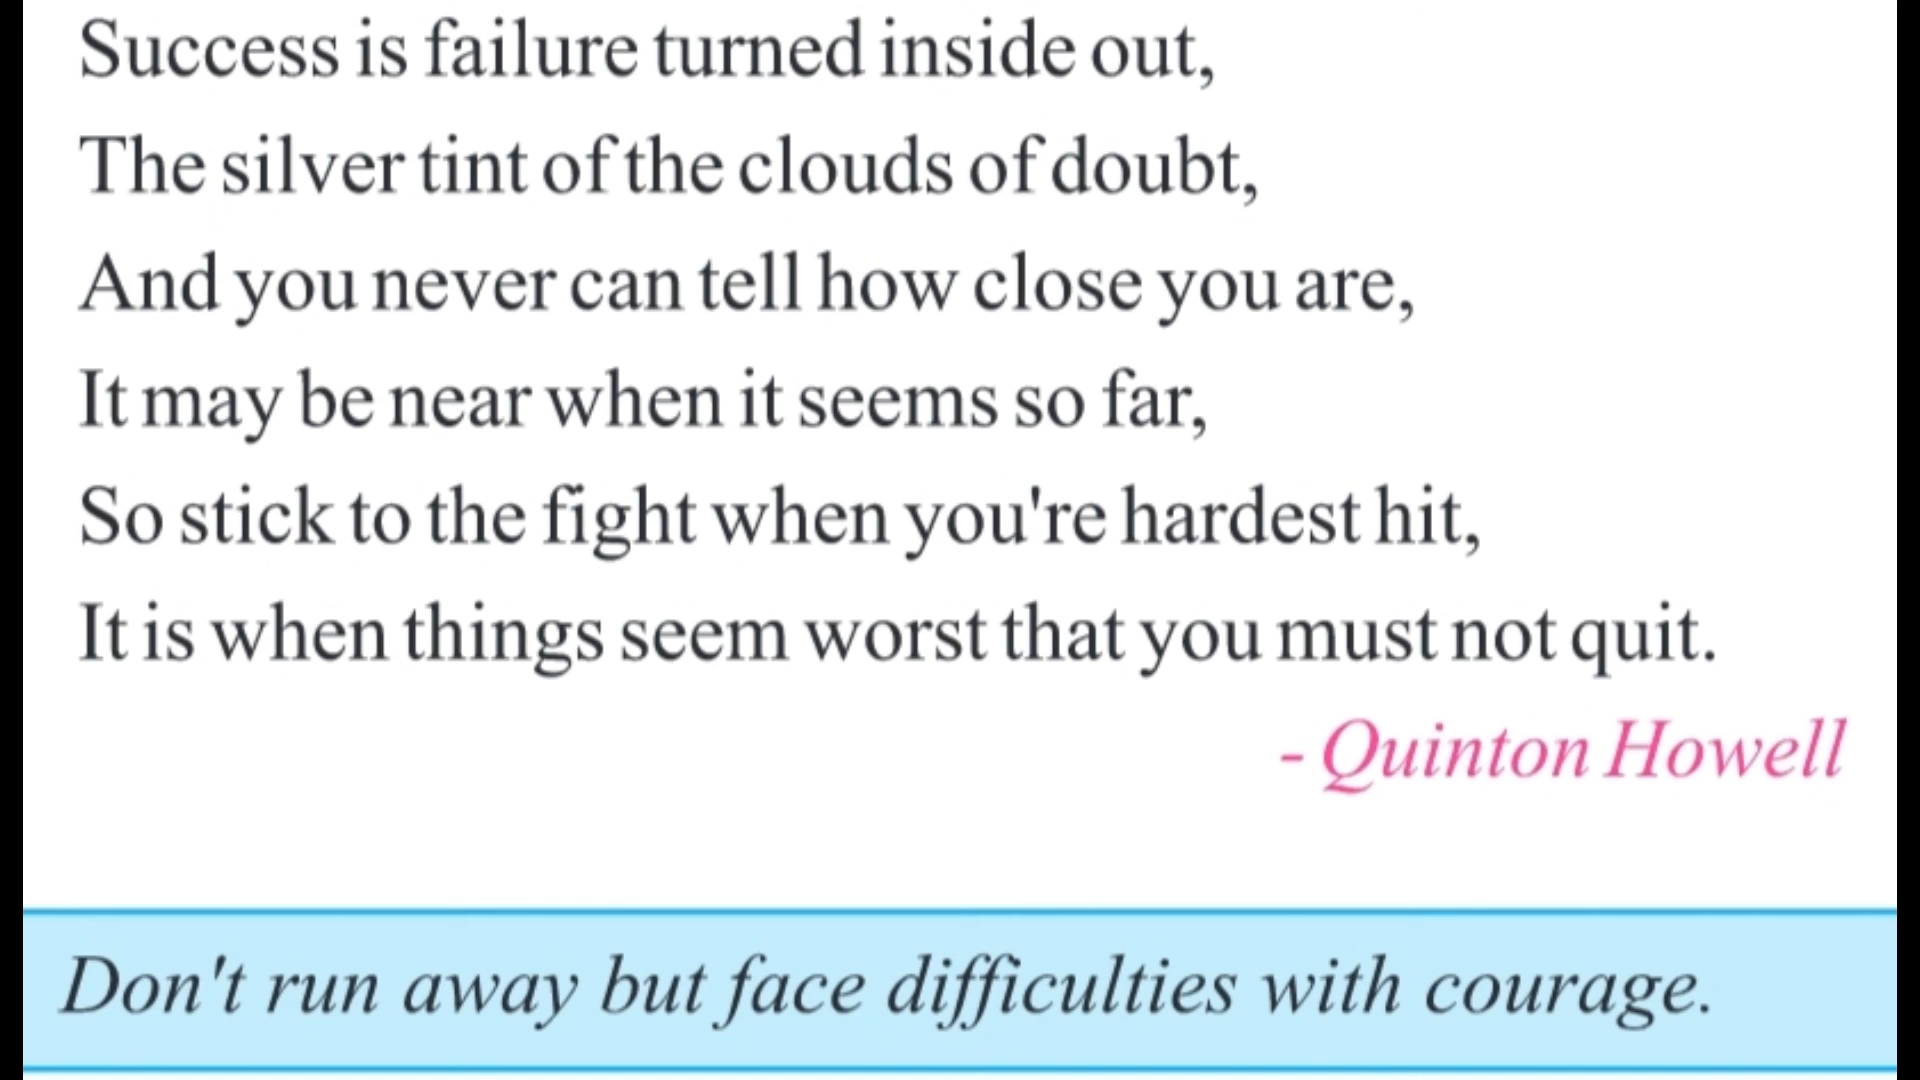 Success is failure turned inside out,
The silver tint of the clouds of doubt,
And you never can tell how close you are,
It may be near when it seems so far,
So stick to the fight when you're hardest hit,
It is when things seem worst that you must not quit.
- Quinton Howell
Don't run away but face difficulties with courage.